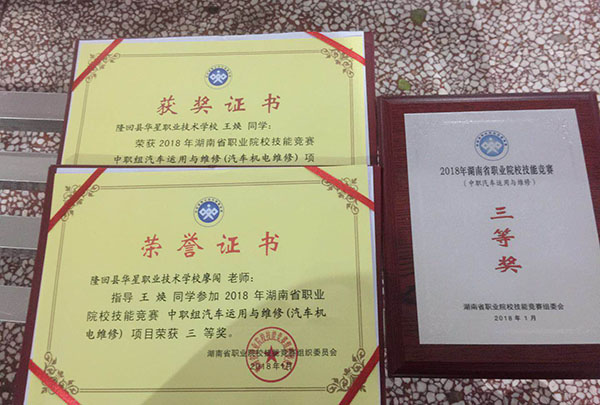 获奖证书
隆回县华星职业技术学校 王焕 同学：
荣获2018年湖南省职业院校技能竞赛
中职组汽车运用与维修（汽车机电维修）项
荣誉证书
隆回县华星职业技术学校廖闯 老师：
指导 王焕 同学参加 2018 年湖南省职业
院校技能竞赛 中职组汽车运用与维修（汽车机
电维修） 项目荣获 三 等奖。
湖南省职业院校技能竞赛组织委员会
2018年1月
2018年湖南省职业院校技能竞赛
（中职汽车运用与维修）
三等奖
湖南省职业院校技能竞赛组委会
2018年1月